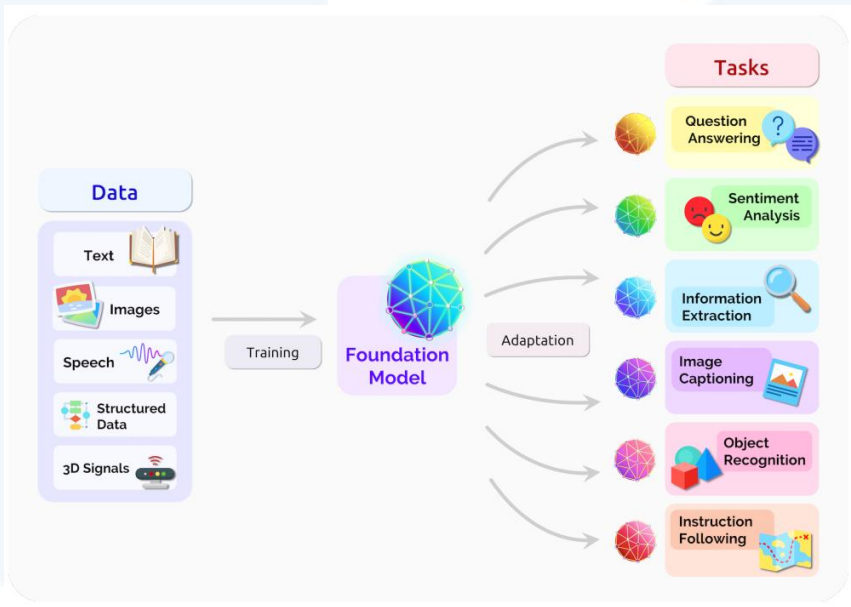 Data
Text
Images
Speech
Structured
Data
3D Signals
Training
Foundation
Model
Adaptation
Tasks
Question
Answering
?
Sentiment
Analysis
Information
Extraction
Image
Captioning
Object
Recognition
Instruction
Following